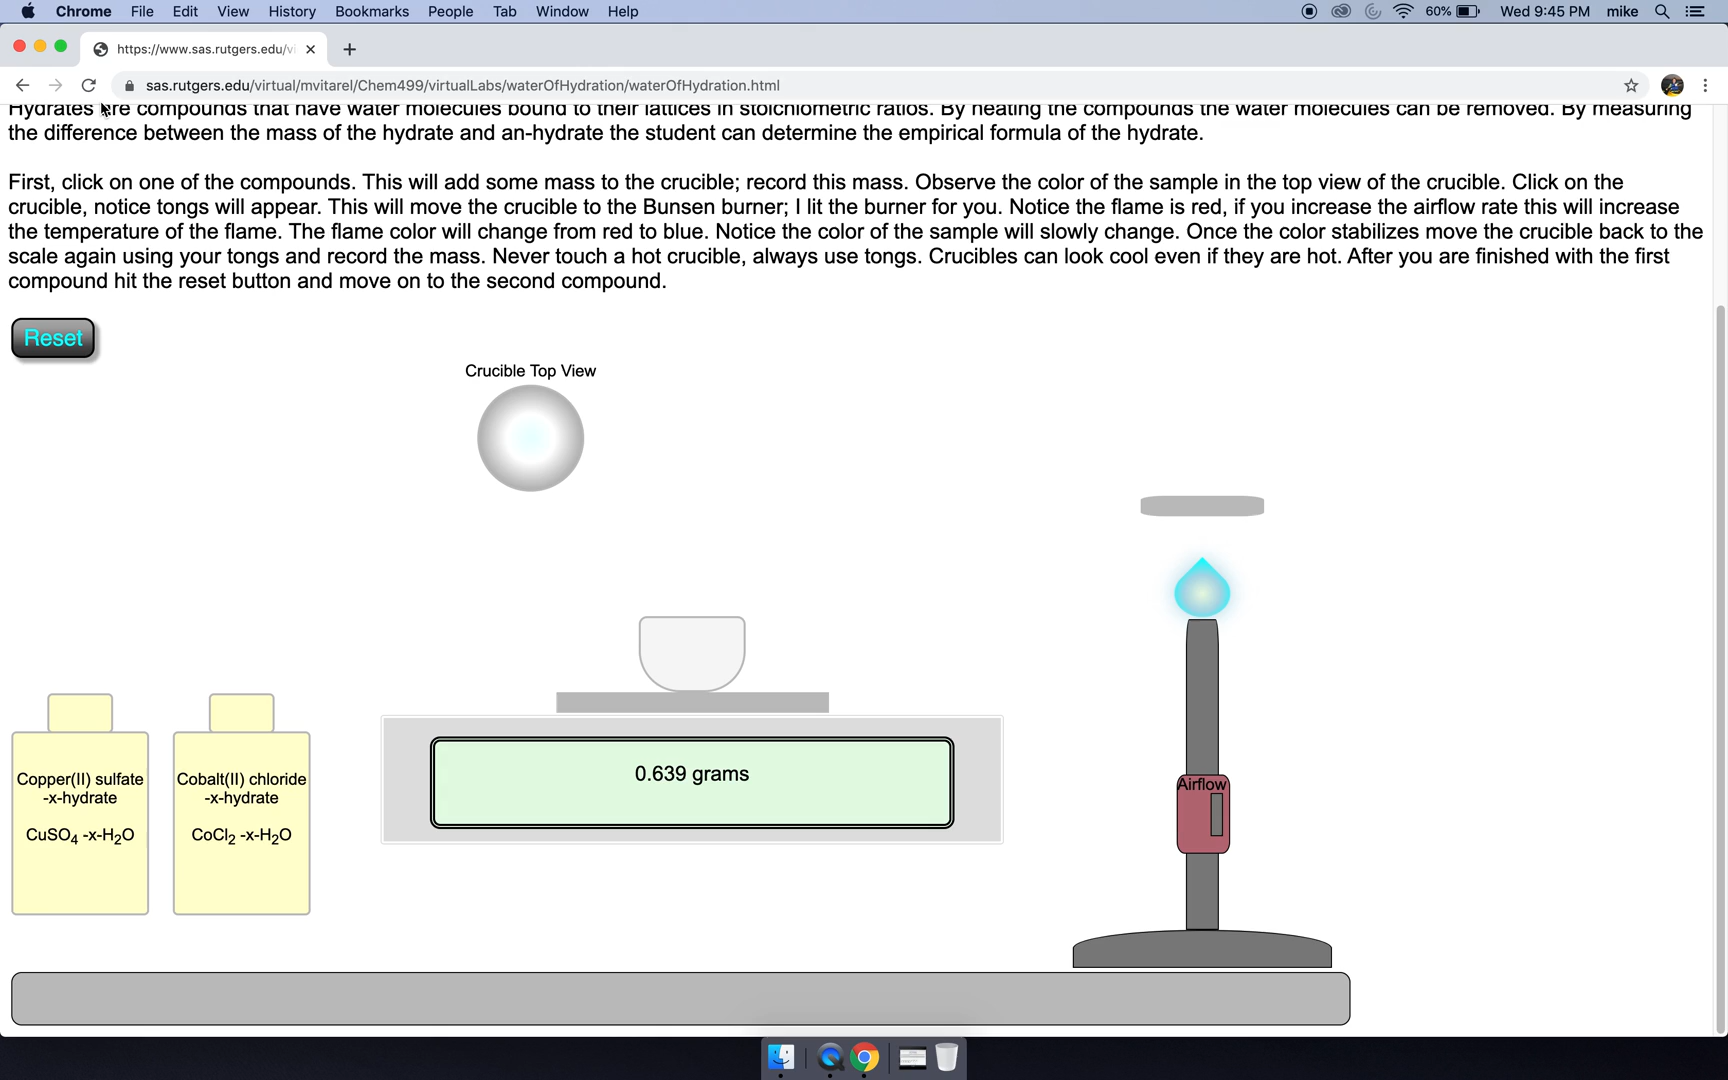 Chrome File Edit View History Bookmarks People Tab Window Help 60% Wed 9:45 PM mike
https://www.sas.rutgers.edu/vi
sas.rutgers.edu/virtual/mvitarel/Chem499/virtualLabs/waterOfHydration/waterOfHydration.html
Hydrates are compounds that have water molecules bound to their lattices in stoichiometric ratios. By heating the compounds the water molecules can be removed. By measuring
the difference between the mass of the hydrate and an-hydrate the student can determine the empirical formula of the hydrate.
First, click on one of the compounds. This will add some mass to the crucible; record this mass. Observe the color of the sample in the top view of the crucible. Click on the
crucible, notice tongs will appear. This will move the crucible to the Bunsen burner; I lit the burner for you. Notice the flame is red, if you increase the airflow rate this will increase
the temperature of the flame. The flame color will change from red to blue. Notice the color of the sample will slowly change. Once the color stabilizes move the crucible back to the
scale again using your tongs and record the mass. Never touch a hot crucible, always use tongs. Crucibles can look cool even if they are hot. After you are finished with the first
compound hit the reset button and move on to the second compound.
Reset
Crucible Top View
Copper(II) sulfate
-x-hydrate
CuSO4 -x-H2O
Cobalt(II) chloride
-x-hydrate
CoCl2 -x-H2O
0.639 grams
Airflow